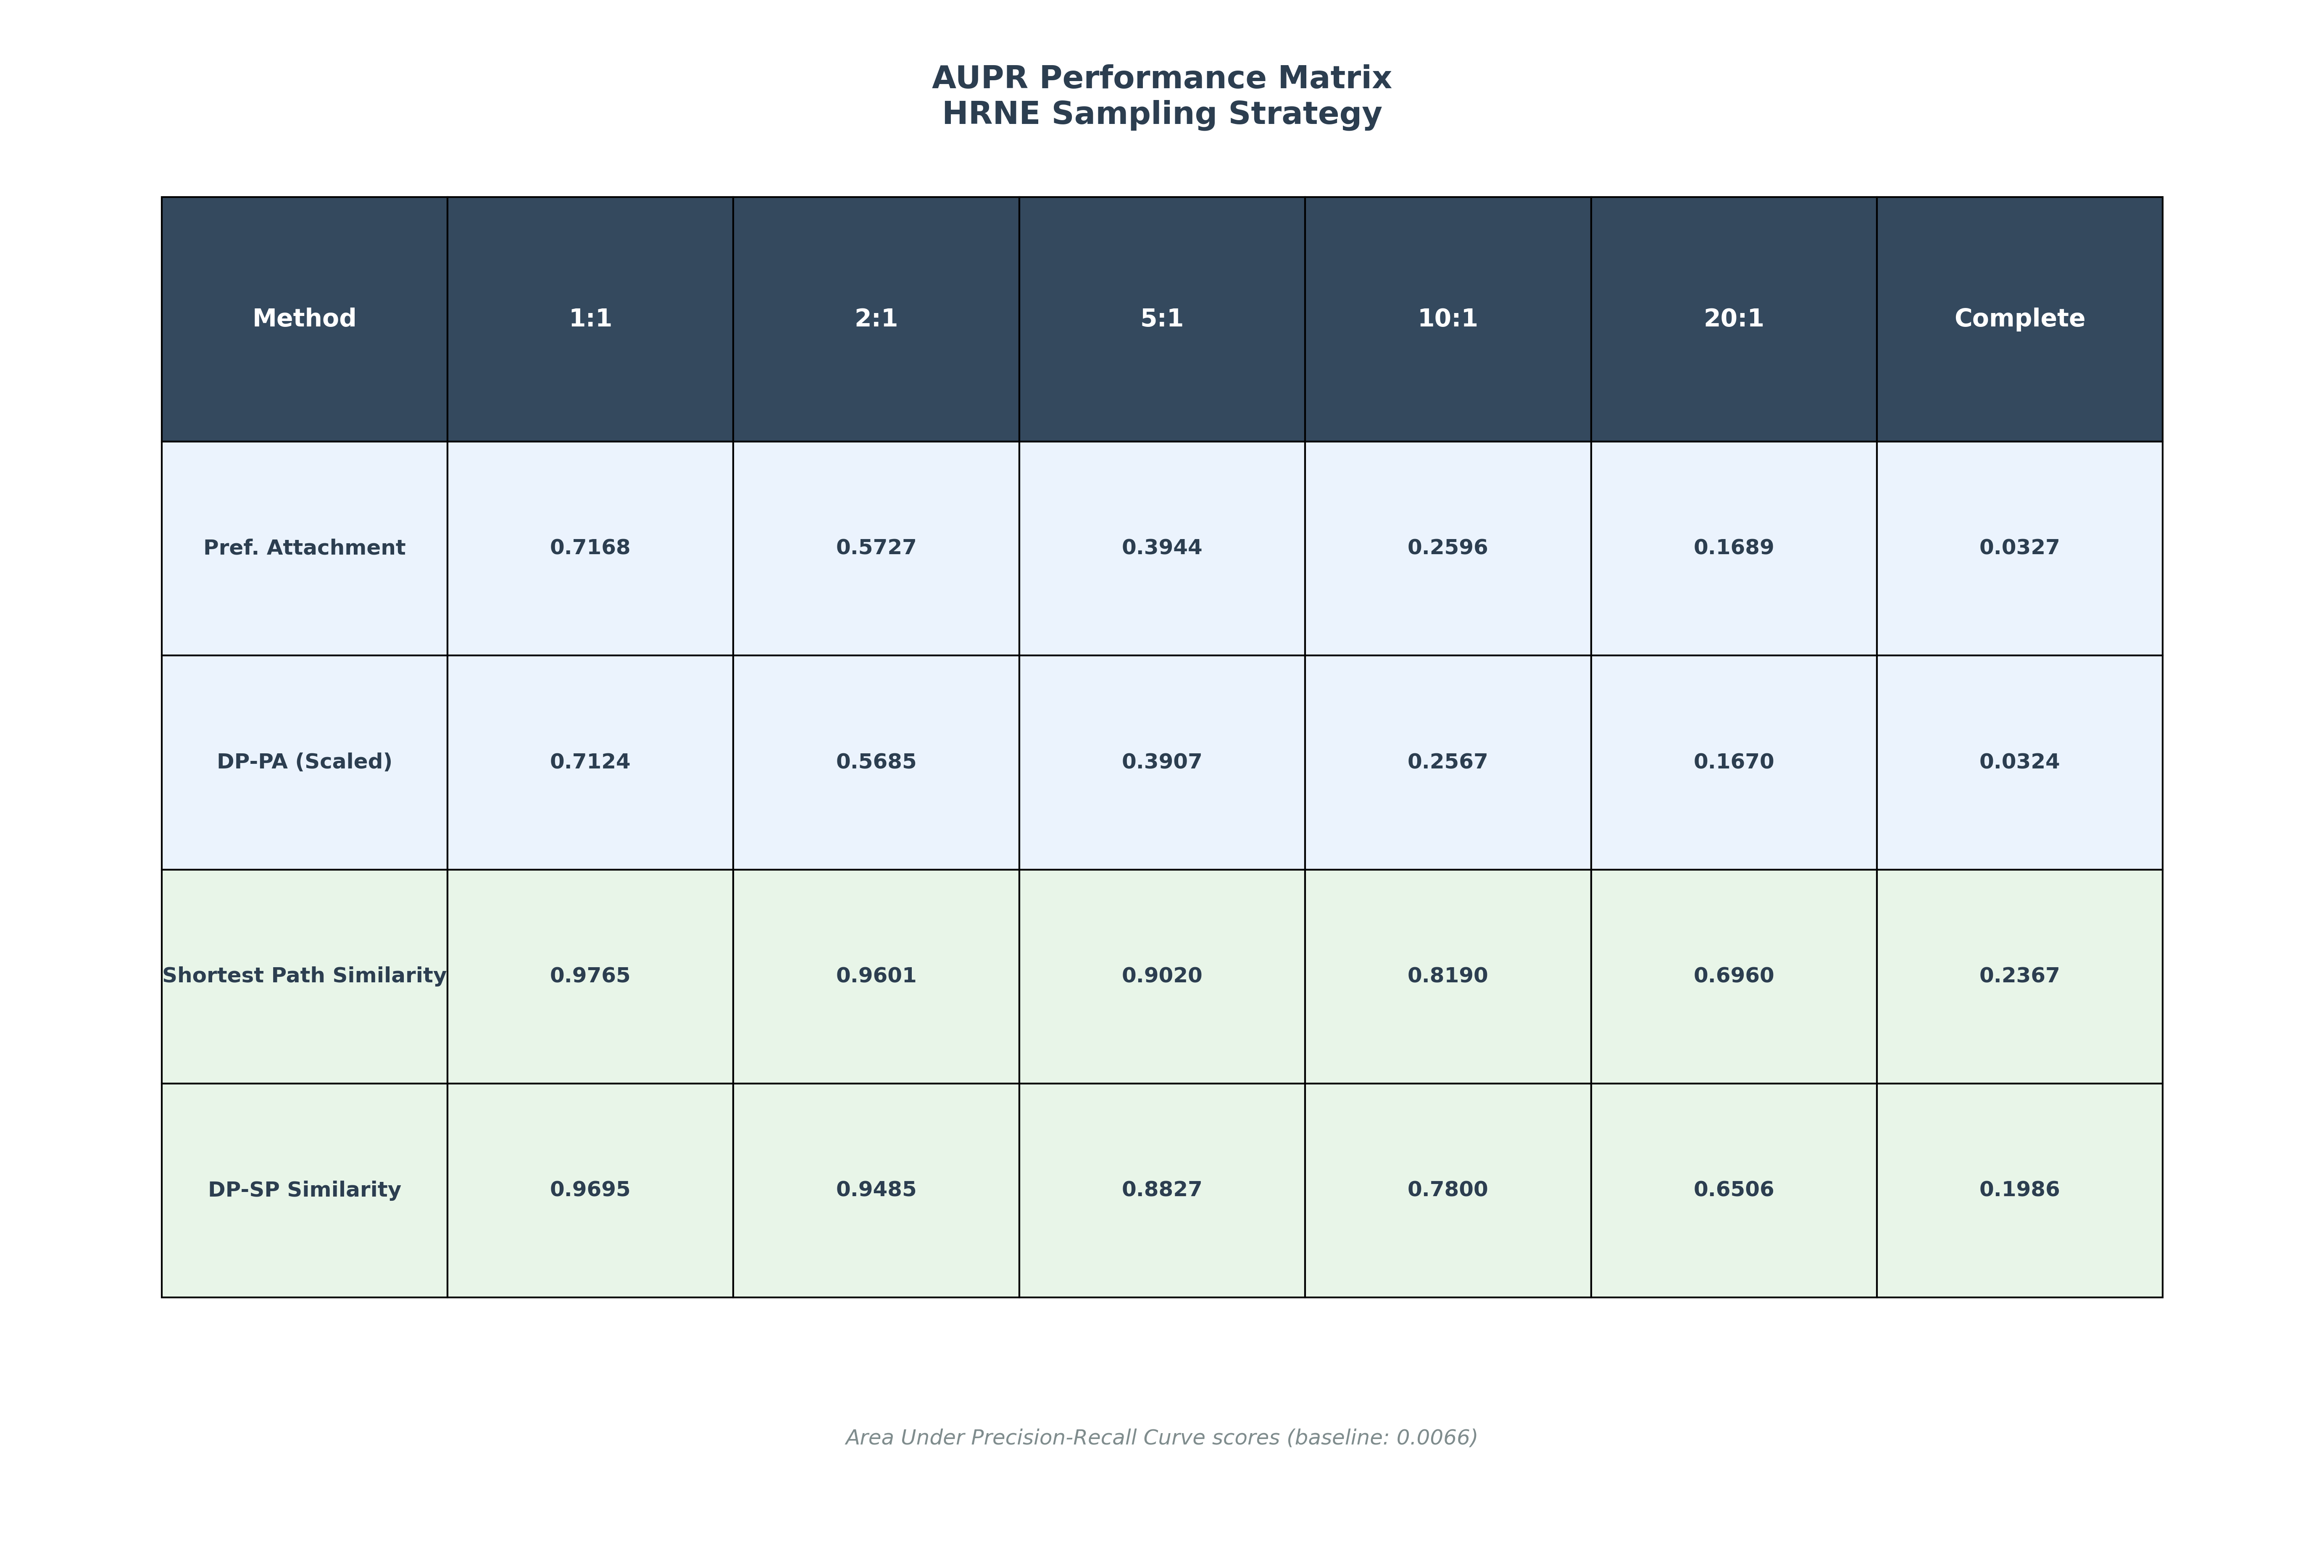 AUPR Performance Matrix
HRNE Sampling Strategy
Method 1:1 2:1 5:1 10:1 20:1 Complete
Pref. Attachment 0.7168 0.5727 0.3944 0.2596 0.1689 0.0327
DP-PA (Scaled) 0.7124 0.5685 0.3907 0.2567 0.1670 0.0324
Shortest Path Similarity 0.9765 0.9601 0.9020 0.8190 0.6960 0.2367
DP-SP Similarity 0.9695 0.9485 0.8827 0.7800 0.6506 0.1986
Area Under Precision-Recall Curve scores (baseline: 0.0066)